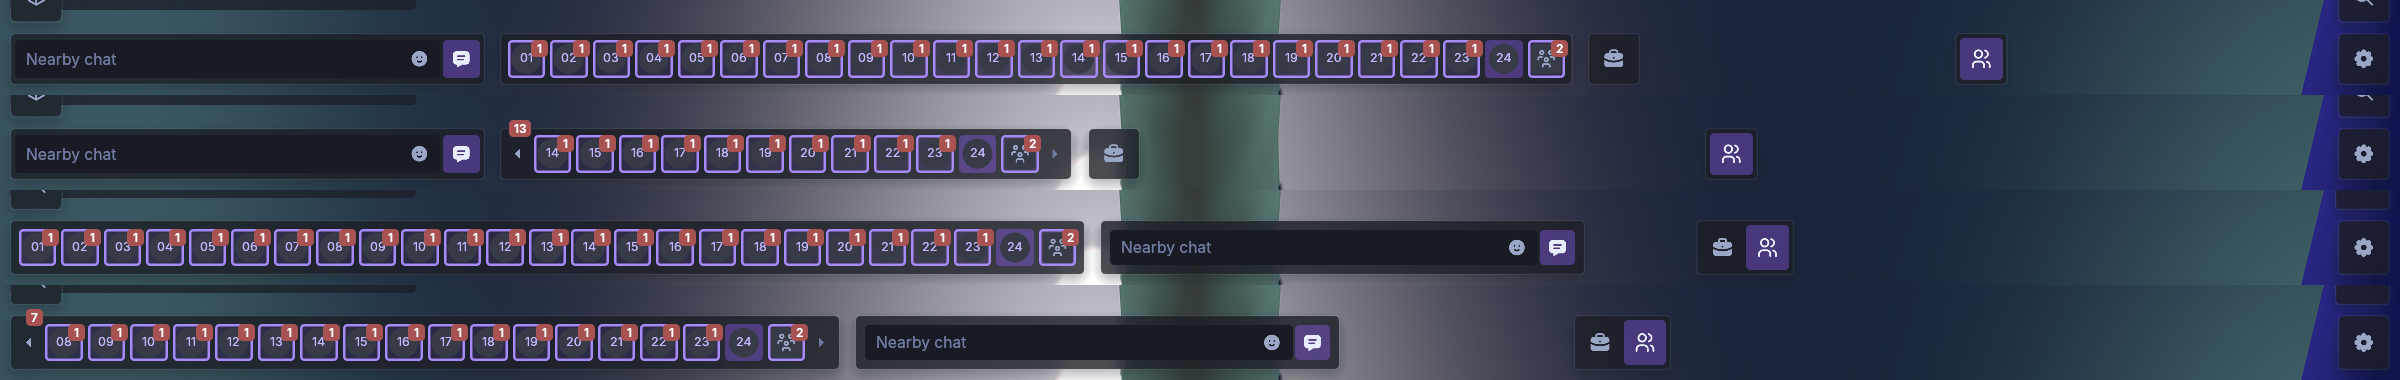 Nearby chat 01 1 02 1 03 1 04 1 05 1 06 1 07 1 08 1 09 1 10 1 11 1 12 1 13 1 14 1 15 1 16 1 17 1 18 1 19 1 20 1 21 1 22 1 23 1 24 2
13
Nearby chat 14 1 15 1 16 1 17 1 18 1 19 1 20 1 21 1 22 1 23 1 24 2
01 1 02 1 03 1 04 1 05 1 06 1 07 1 08 1 09 1 10 1 11 1 12 1 13 1 14 1 15 1 16 1 17 1 18 1 19 1 20 1 21 1 22 1 23 1 24 2 Nearby chat
7
08 1 09 1 10 1 11 1 12 1 13 1 14 1 15 1 16 1 17 1 18 1 19 1 20 1 21 1 22 1 23 1 24 2 Nearby chat